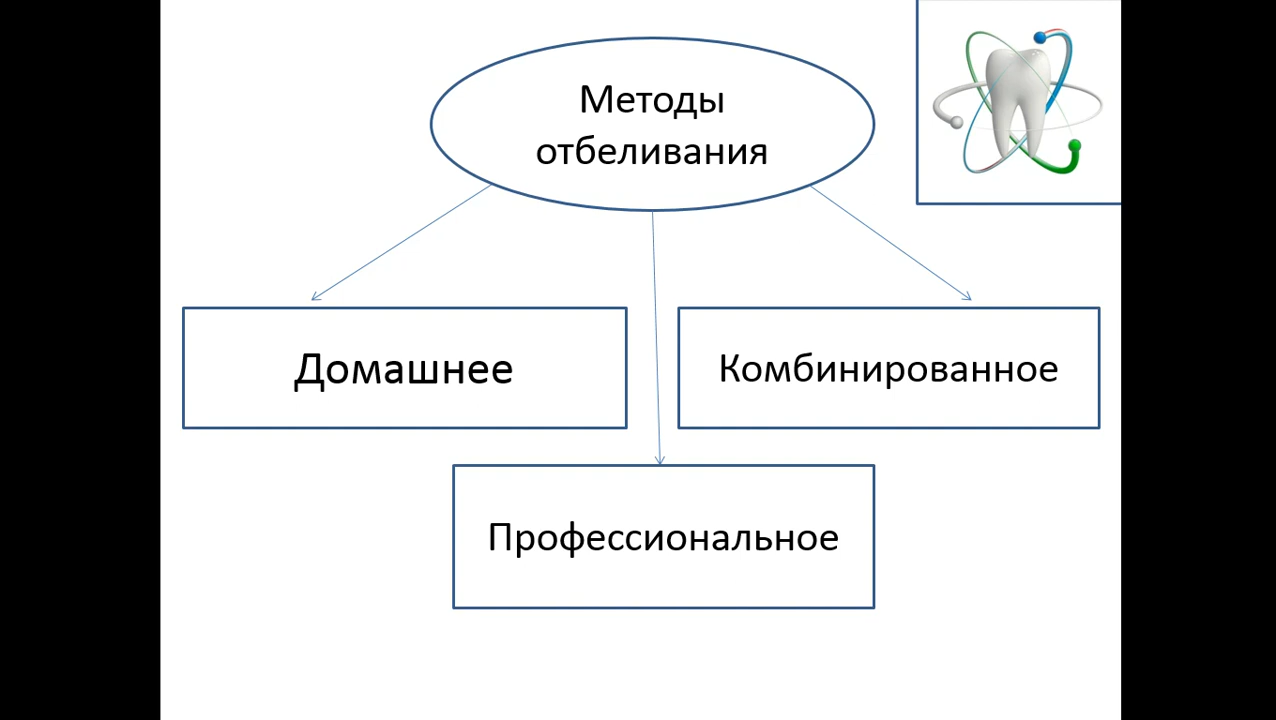 Методы
отбеливания
Домашнее
Комбинированное
Профессиональное